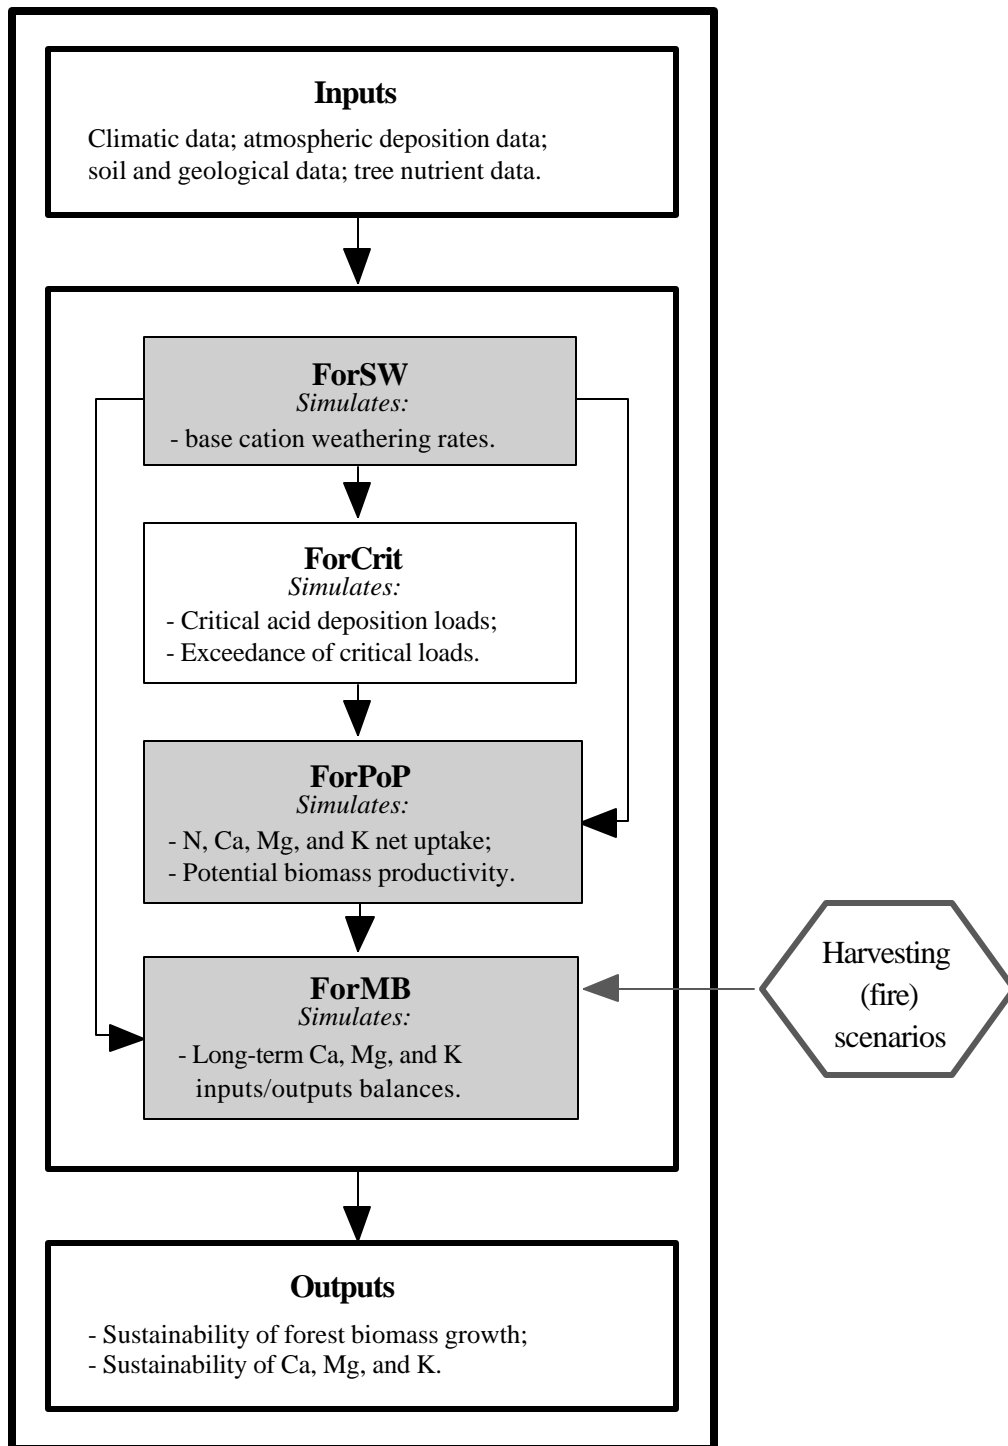 Inputs
Climatic data; atmospheric deposition data;
soil and geological data; tree nutrient data.
ForSW
Simulates:
- base cation weathering rates.
ForCrit
Simulates:
- Critical acid deposition loads;
- Exceedance of critical loads.
ForPoP
Simulates:
- N, Ca, Mg, and K net uptake;
- Potential biomass productivity.
ForMB
Simulates:
- Long-term Ca, Mg, and K
inputs/outputs balances.
Harvesting
(fire)
scenarios
Outputs
- Sustainability of forest biomass growth;
- Sustainability of Ca, Mg, and K.